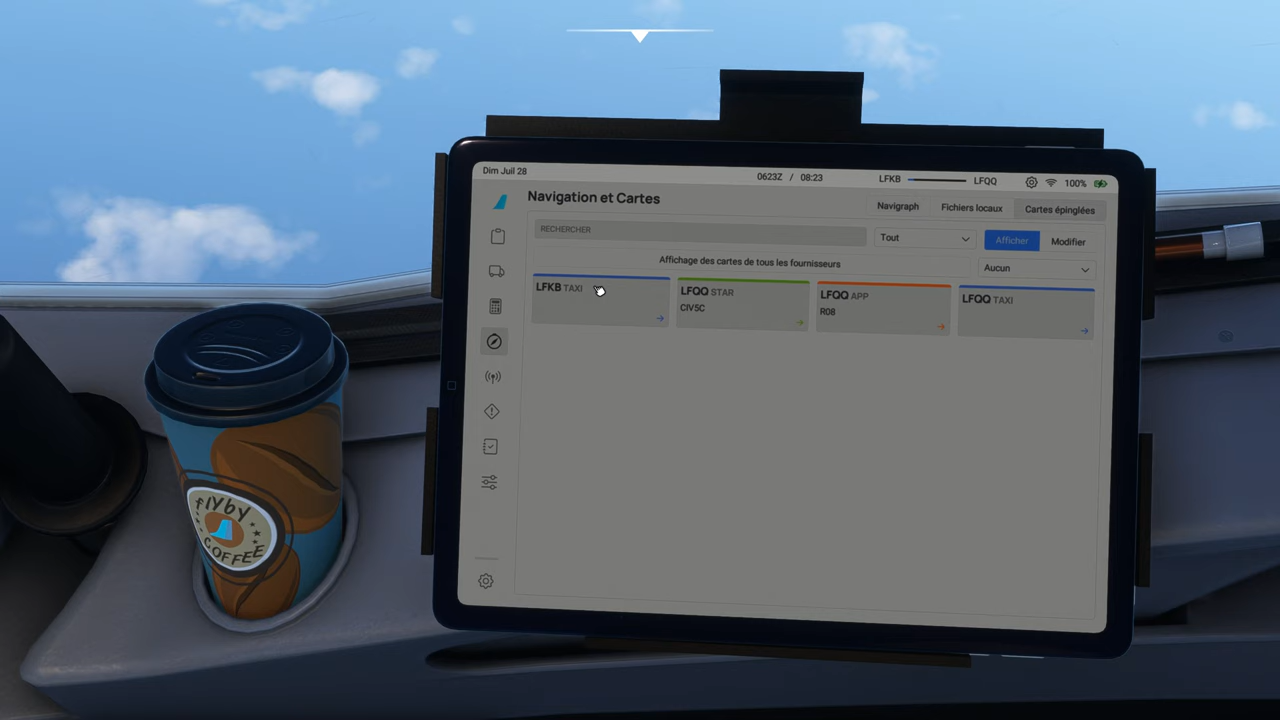 Dim Juil 28
0623Z / 08:23
LFKB
LFQQ
100%
Navigation et Cartes
Navigraph
Fichiers locaux
Cartes épinglées
RECHERCHER
Tout
Afficher
Modifier
Affichage des cartes de tous les fournisseurs
Aucun
LFKB TAXI
LFQQ STAR
CIV5C
LFQQ APP
R08
LFQQ TAXI
flyby
COFFEE